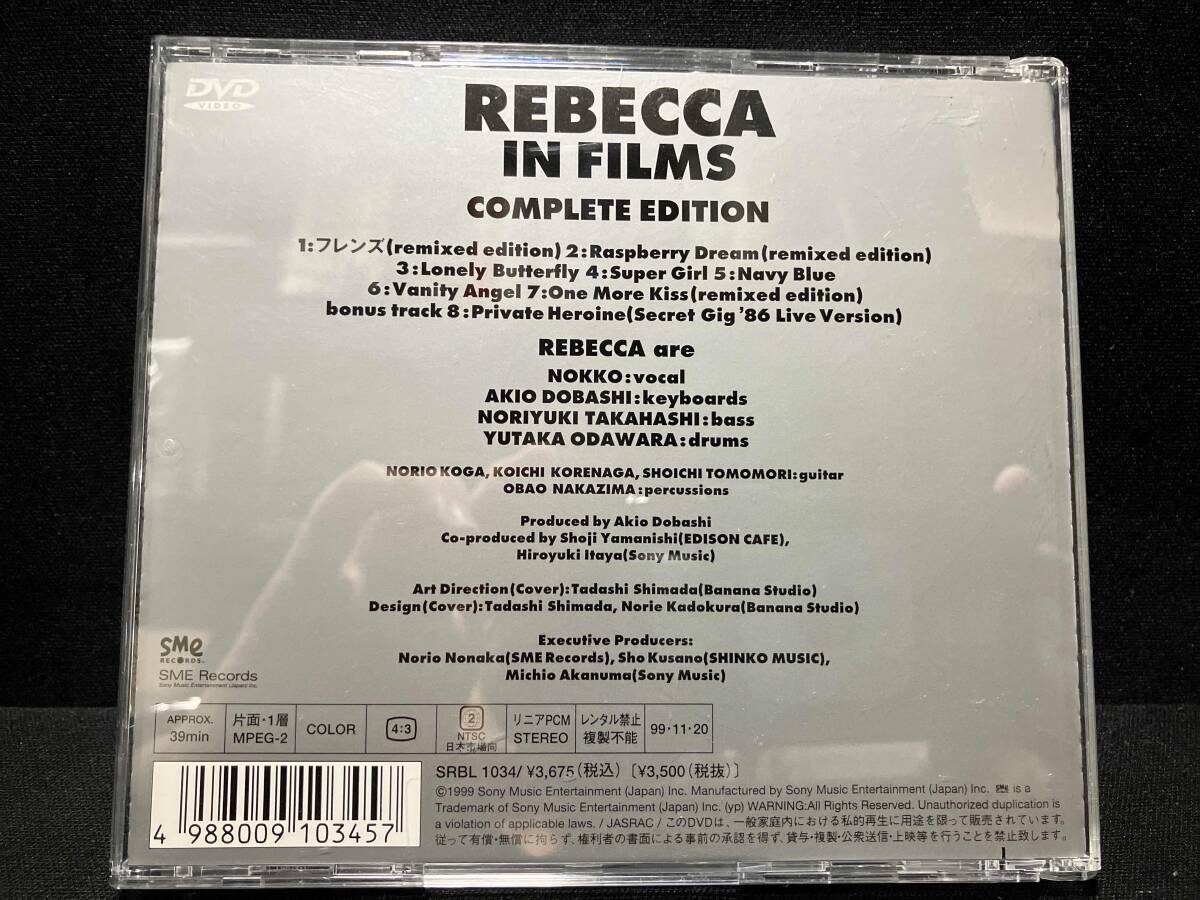 DVD
VIDEO
REBECCA
IN FILMS
COMPLETE EDITION
1:フレンズ(remixed edition) 2:Raspberry Dream(remixed edition)
3:Lonely Butterfly 4:Super Girl 5:Navy Blue
6:Vanity Angel 7:One More Kiss(remixed edition)
bonus track 8:Private Heroine(Secret Gig '86 Live Version)
REBECCA are
NOKKO:vocal
AKIO DOBASHI:keyboards
NORIYUKI TAKAHASHI:bass
YUTAKA ODAWARA:drums
NORIO KOGA, KOICHI KORENAGA, SHOICHI TOMOMORI:guitar
OBAO NAKAZIMA:percussions
Produced by Akio Dobashi
Co-produced by Shoji Yamanishi(EDISON CAFE),
Hiroyuki Itaya(Sony Music)
Art Direction(Cover):Tadashi Shimada(Banana Studio)
Design(Cover):Tadashi Shimada, Norie Kadokura(Banana Studio)
Executive Producers:
Norio Nonaka(SME Records), Sho Kusano(SHINKO MUSIC),
Michio Akanuma(Sony Music)
SMe
RECORDS
SME Records
Sony Music Entertainment (Japan) Inc.
APPROX.
39min
片面・1層
MPEG-2
COLOR
4:3
2
NTSC
日本市場向
リニアPCM
STEREO
レンタル禁止
複製不能
99・11・20
SRBL 1034/ ¥3,675(税込) [¥3,500(税抜)]
©1999 Sony Music Entertainment (Japan) Inc. Manufactured by Sony Music Entertainment (Japan) Inc. SMe is a
Trademark of Sony Music Entertainment (Japan) Inc. (yp) WARNING:All Rights Reserved. Unauthorized duplication is
a violation of applicable laws. / JASRAC / このDVDは、一般家庭内における私的再生に用途を限って販売されています。
従って有償・無償に拘らず、権利者の書面による事前の承認を得ず、貸与・複製・公衆送信・上映等を行うことを禁止致します。
4 988009 103457